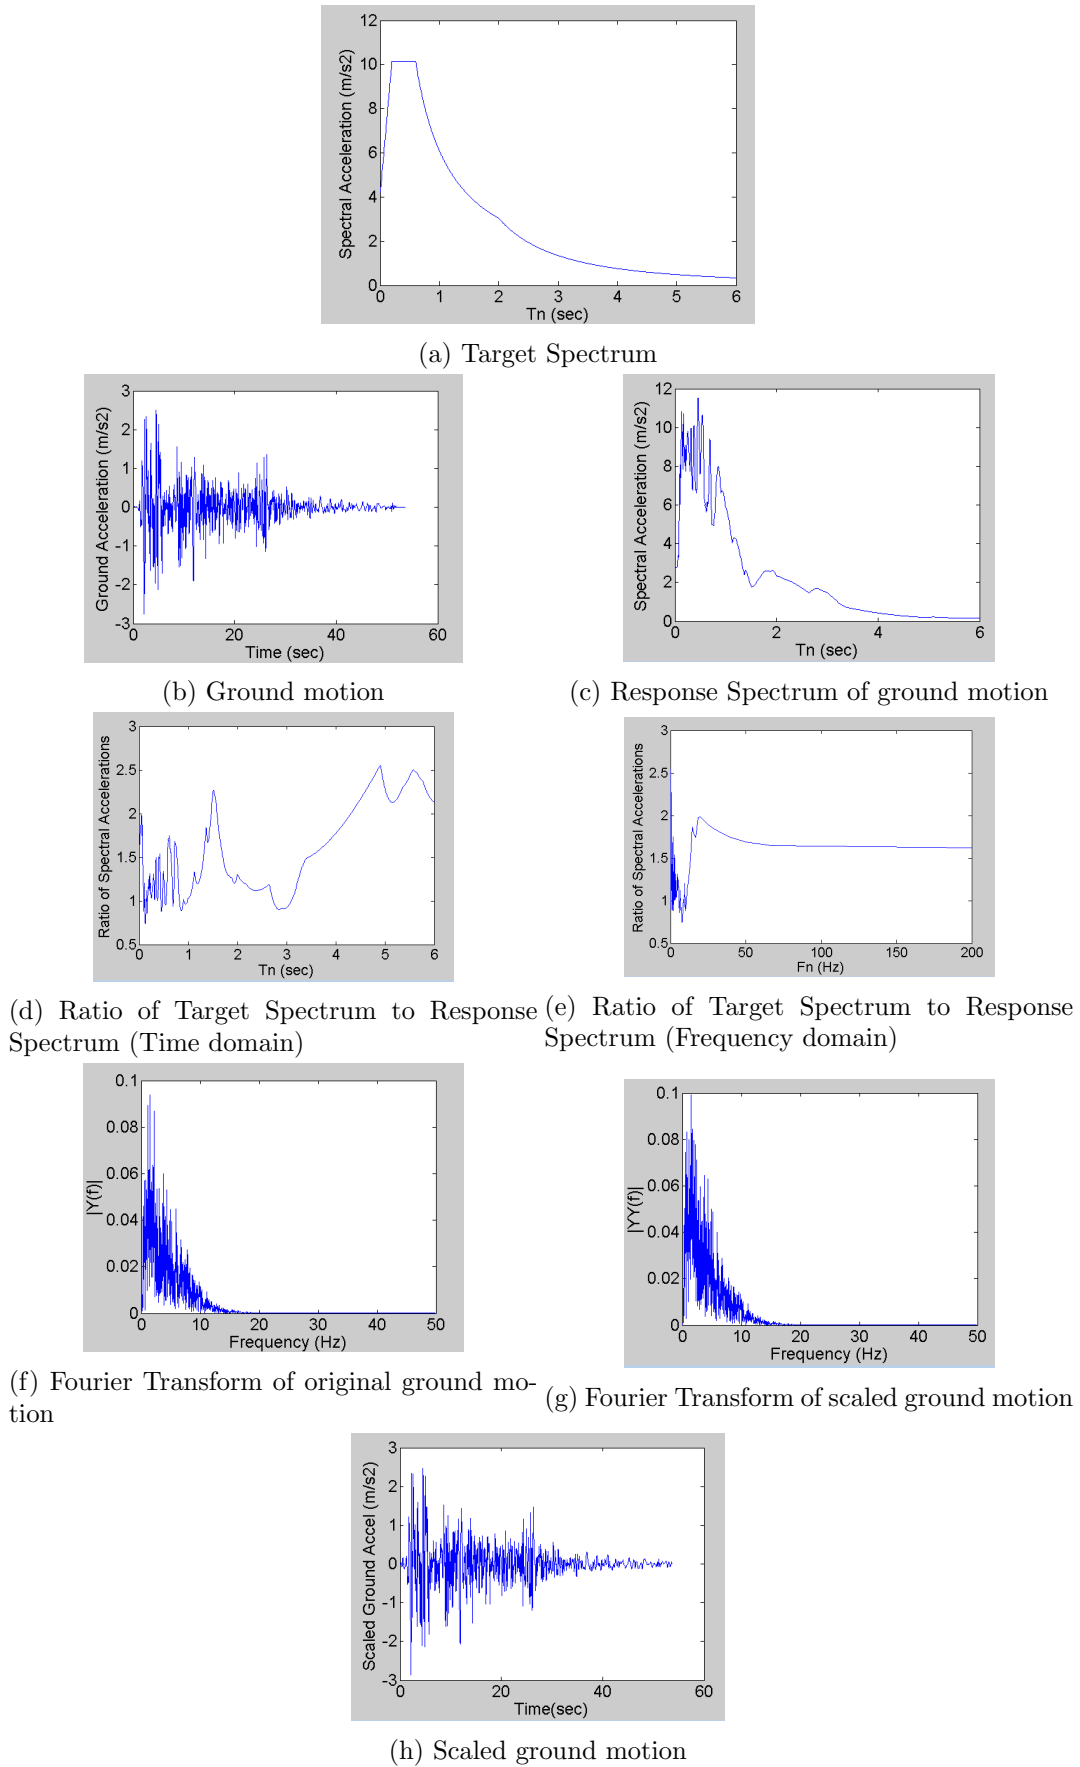 12
10
8
6
4
2
0
Spectral Acceleration (m/s2)
0 1 2 3 4 5 6
Tn (sec)
(a) Target Spectrum
3
2
1
0
-1
-2
-3
Ground Acceleration (m/s2)
0 20 40 60
Time (sec)
(b) Ground motion
12
10
8
6
4
2
0
Spectral Acceleration (m/s2)
0 2 4 6
Tn (sec)
(c) Response Spectrum of ground motion
3
2.5
2
1.5
1
0.5
Ratio of Spectral Accelerations
0 1 2 3 4 5 6
Tn (sec)
(d) Ratio of Target Spectrum to Response
Spectrum (Time domain)
3
2.5
2
1.5
1
0.5
Ratio of Spectral Accelerations
0 50 100 150 200
Fn (Hz)
(e) Ratio of Target Spectrum to Response
Spectrum (Frequency domain)
0.1
0.08
0.06
0.04
0.02
0
|Y(f)|
0 10 20 30 40 50
Frequency (Hz)
(f) Fourier Transform of original ground mo-
tion
0.1
0.08
0.06
0.04
0.02
0
|YY(f)|
0 10 20 30 40 50
Frequency (Hz)
(g) Fourier Transform of scaled ground motion
3
2
1
0
-1
-2
-3
Scaled Ground Accel (m/s2)
0 20 40 60
Time(sec)
(h) Scaled ground motion